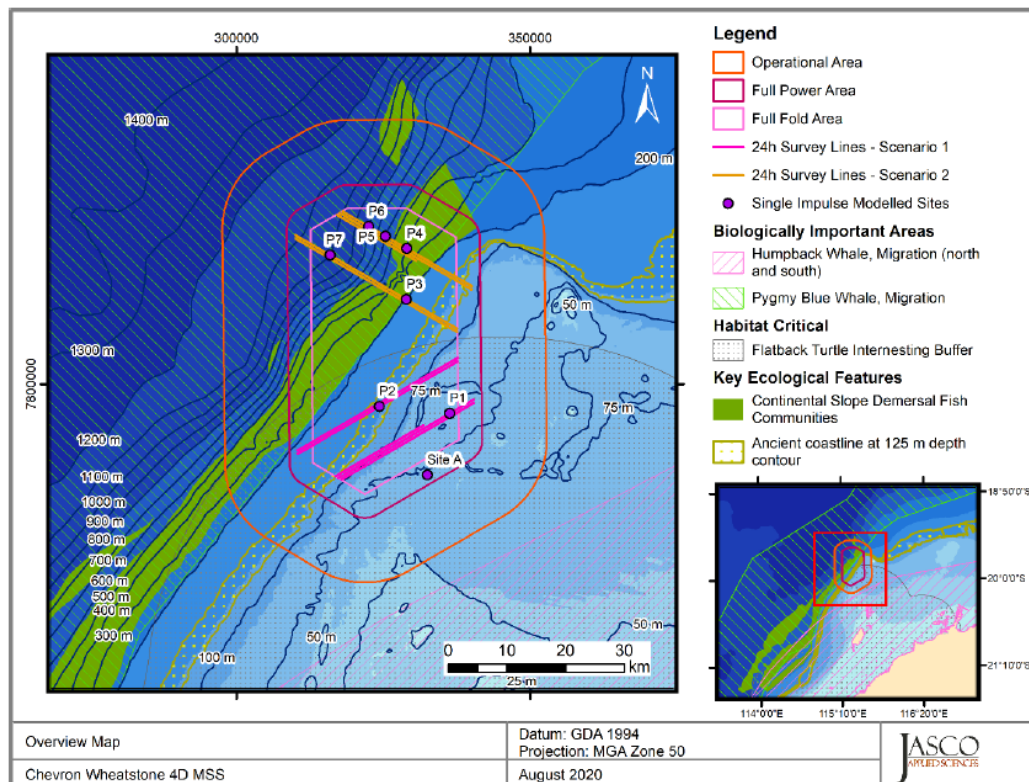 300000
350000
7800000
N
1400 m
200 m
P6
P5
P4
P7
P3
50 m
1300 m
P2
75 m
P1
75 m
Site A
1200 m
1100 m
1000 m
900 m
800 m
700 m
600 m
500 m
400 m
300 m
100 m
50 m
50 m
25 m
0 5 10 20 30
km
Legend
Operational Area
Full Power Area
Full Fold Area
24h Survey Lines - Scenario 1
24h Survey Lines - Scenario 2
Single Impulse Modelled Sites
Biologically Important Areas
Humpback Whale, Migration (north
and south)
Pygmy Blue Whale, Migration
Habitat Critical
Flatback Turtle Internesting Buffer
Key Ecological Features
Continental Slope Demersal Fish
Communities
Ancient coastline at 125 m depth
contour
18°50'0"S
20°0'0"S
21°10'0"S
114°0'0"E
115°10'0"E
116°20'0"E
Overview Map
Chevron Wheatstone 4D MSS
Datum: GDA 1994
Projection: MGA Zone 50
August 2020
JASCO
APPLIED SCIENCES